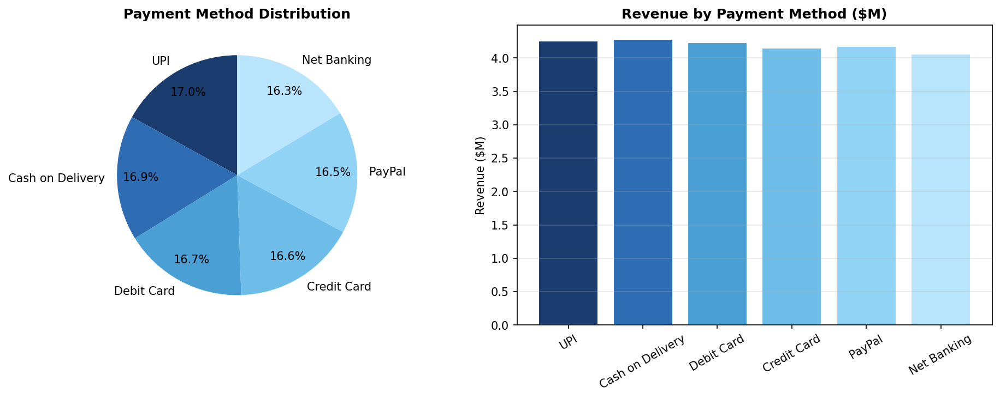 Payment Method Distribution
UPI
Net Banking
17.0%
16.3%
Cash on Delivery
16.9%
16.5%
PayPal
16.7%
16.6%
Debit Card
Credit Card
Revenue by Payment Method ($M)
Revenue ($M)
4.0
3.5
3.0
2.5
2.0
1.5
1.0
0.5
0.0
UPI
Cash on Delivery
Debit Card
Credit Card
PayPal
Net Banking